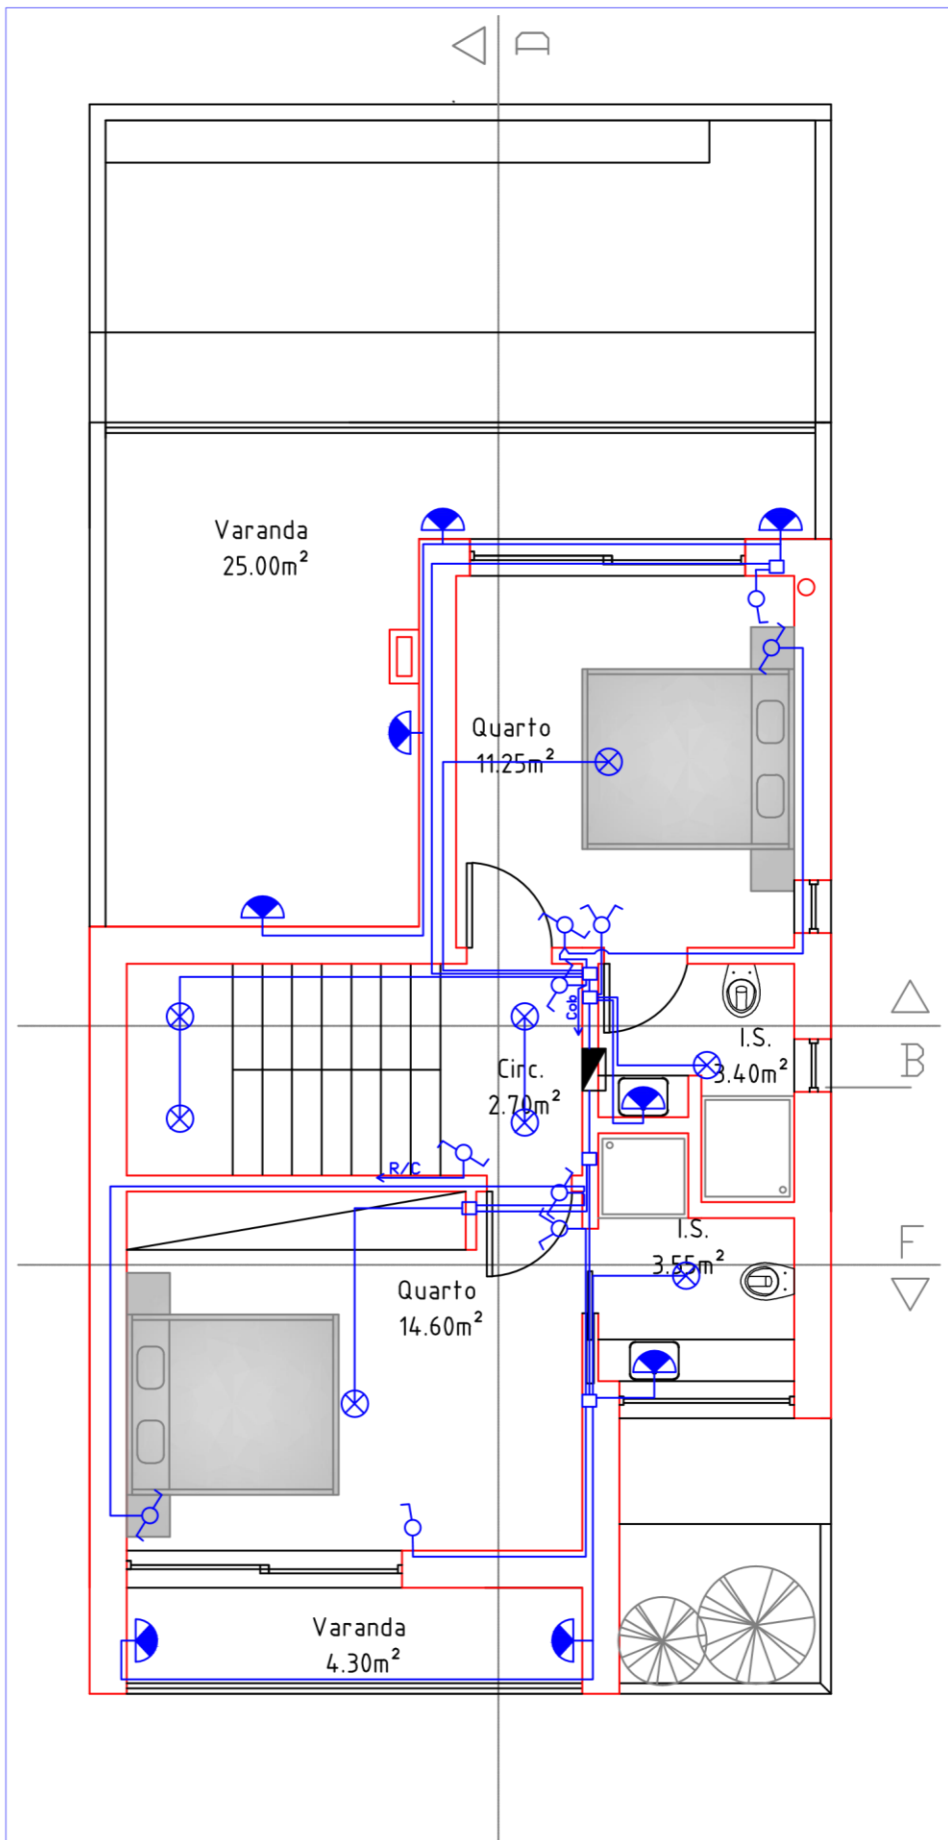 D
Varanda
25.00m²
Quarto
11.25m²
Cob
I.S.
3.40m²
B
Circ.
2.70m²
R/C
I.S.
3.55m²
F
Quarto
14.60m²
Varanda
4.30m²